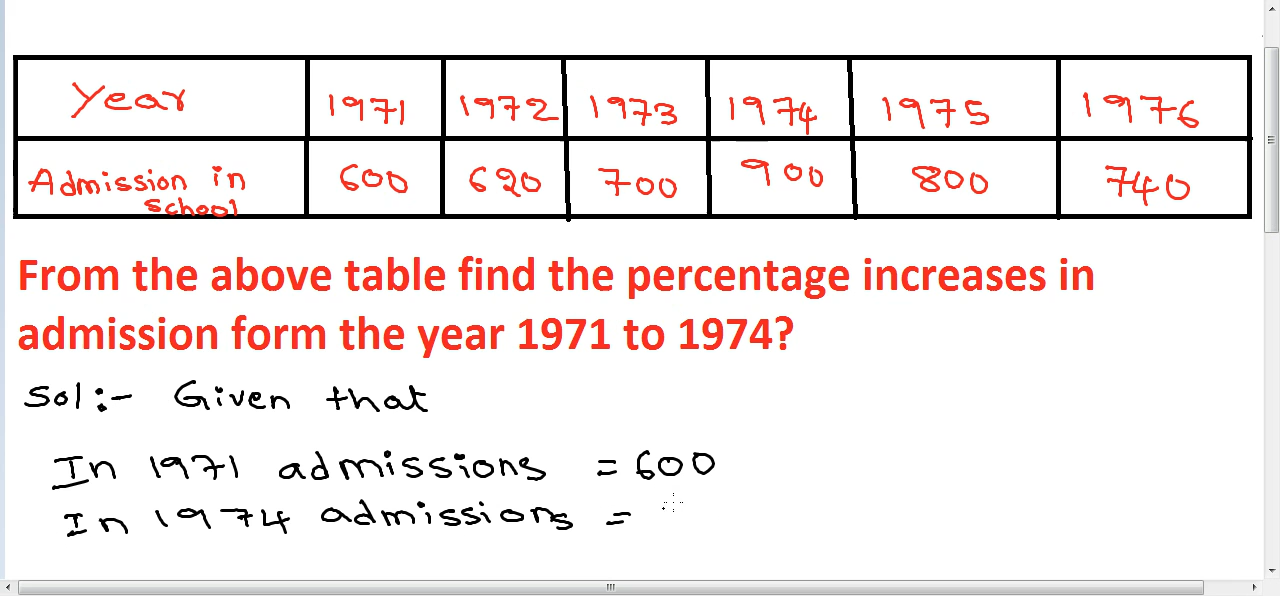 Year 1971 1972 1973 1974 1975 1976
Admission in school 600 620 700 900 800 740
From the above table find the percentage increases in
admission form the year 1971 to 1974?
Sol:- Given that
In 1971 admissions = 600
In 1974 admissions =